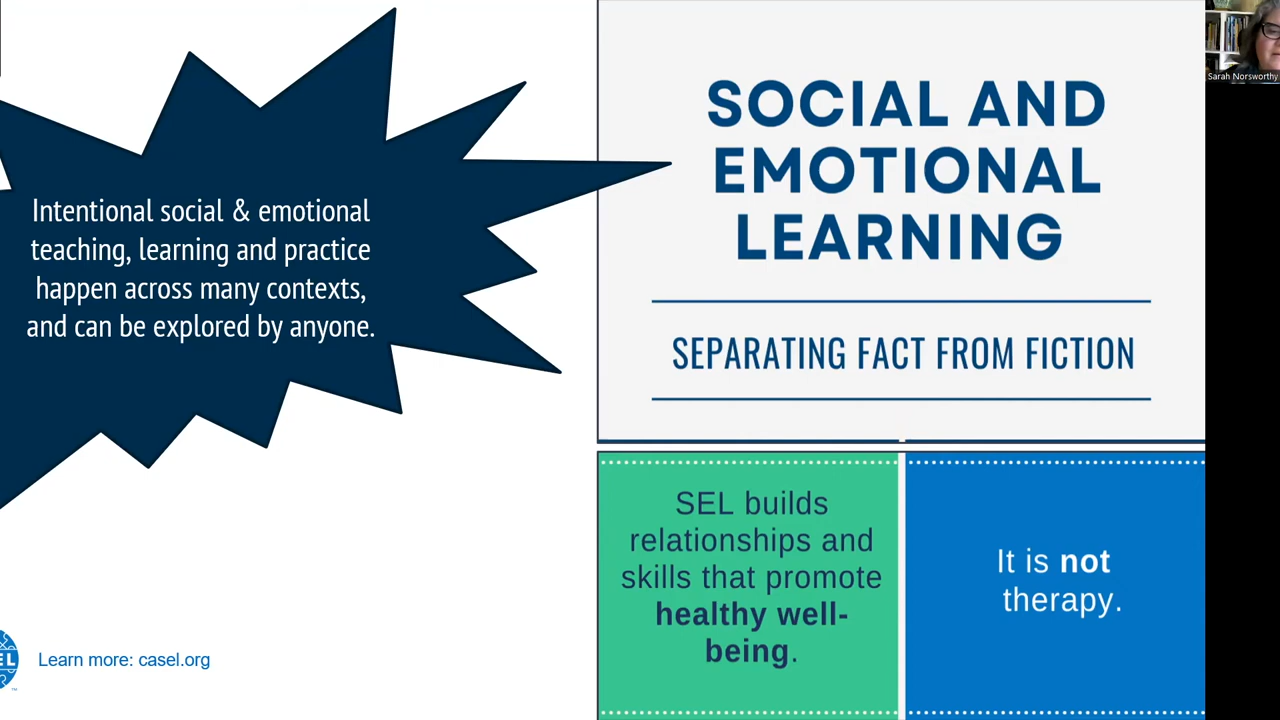 Intentional social & emotional
teaching, learning and practice
happen across many contexts,
and can be explored by anyone.
SOCIAL AND
EMOTIONAL
LEARNING
SEPARATING FACT FROM FICTION
SEL builds
relationships and
skills that promote
healthy well-
being.
It is not
therapy.
EL
™
Learn more: casel.org
Sarah Norsworthy